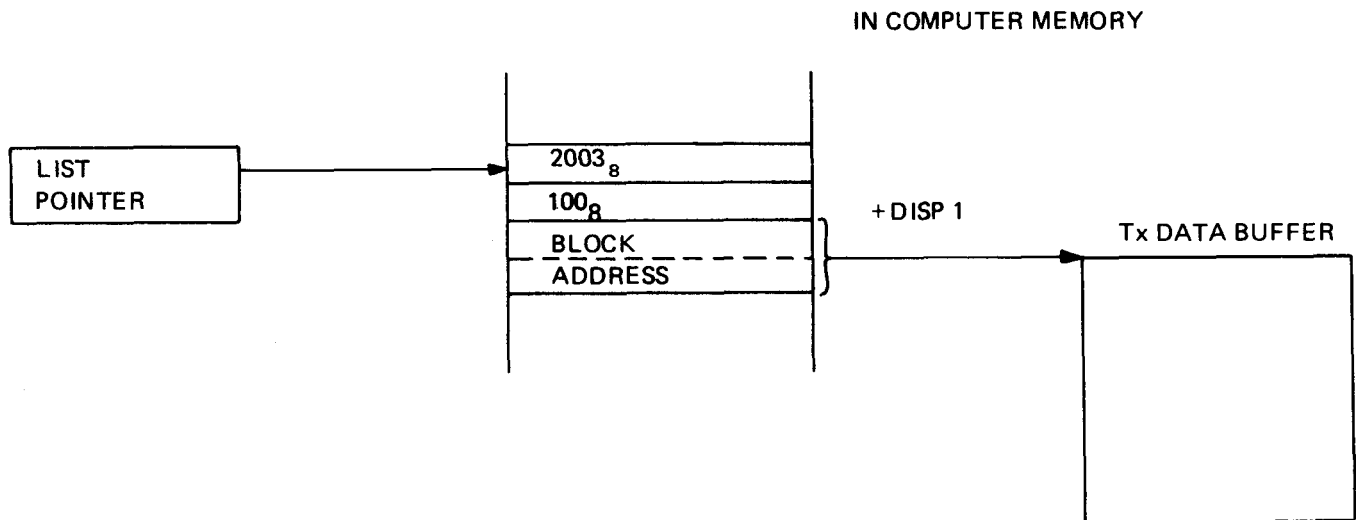 IN COMPUTER MEMORY
LIST
POINTER
2003₈
100₈
BLOCK
ADDRESS
+ DISP 1
Tx DATA BUFFER